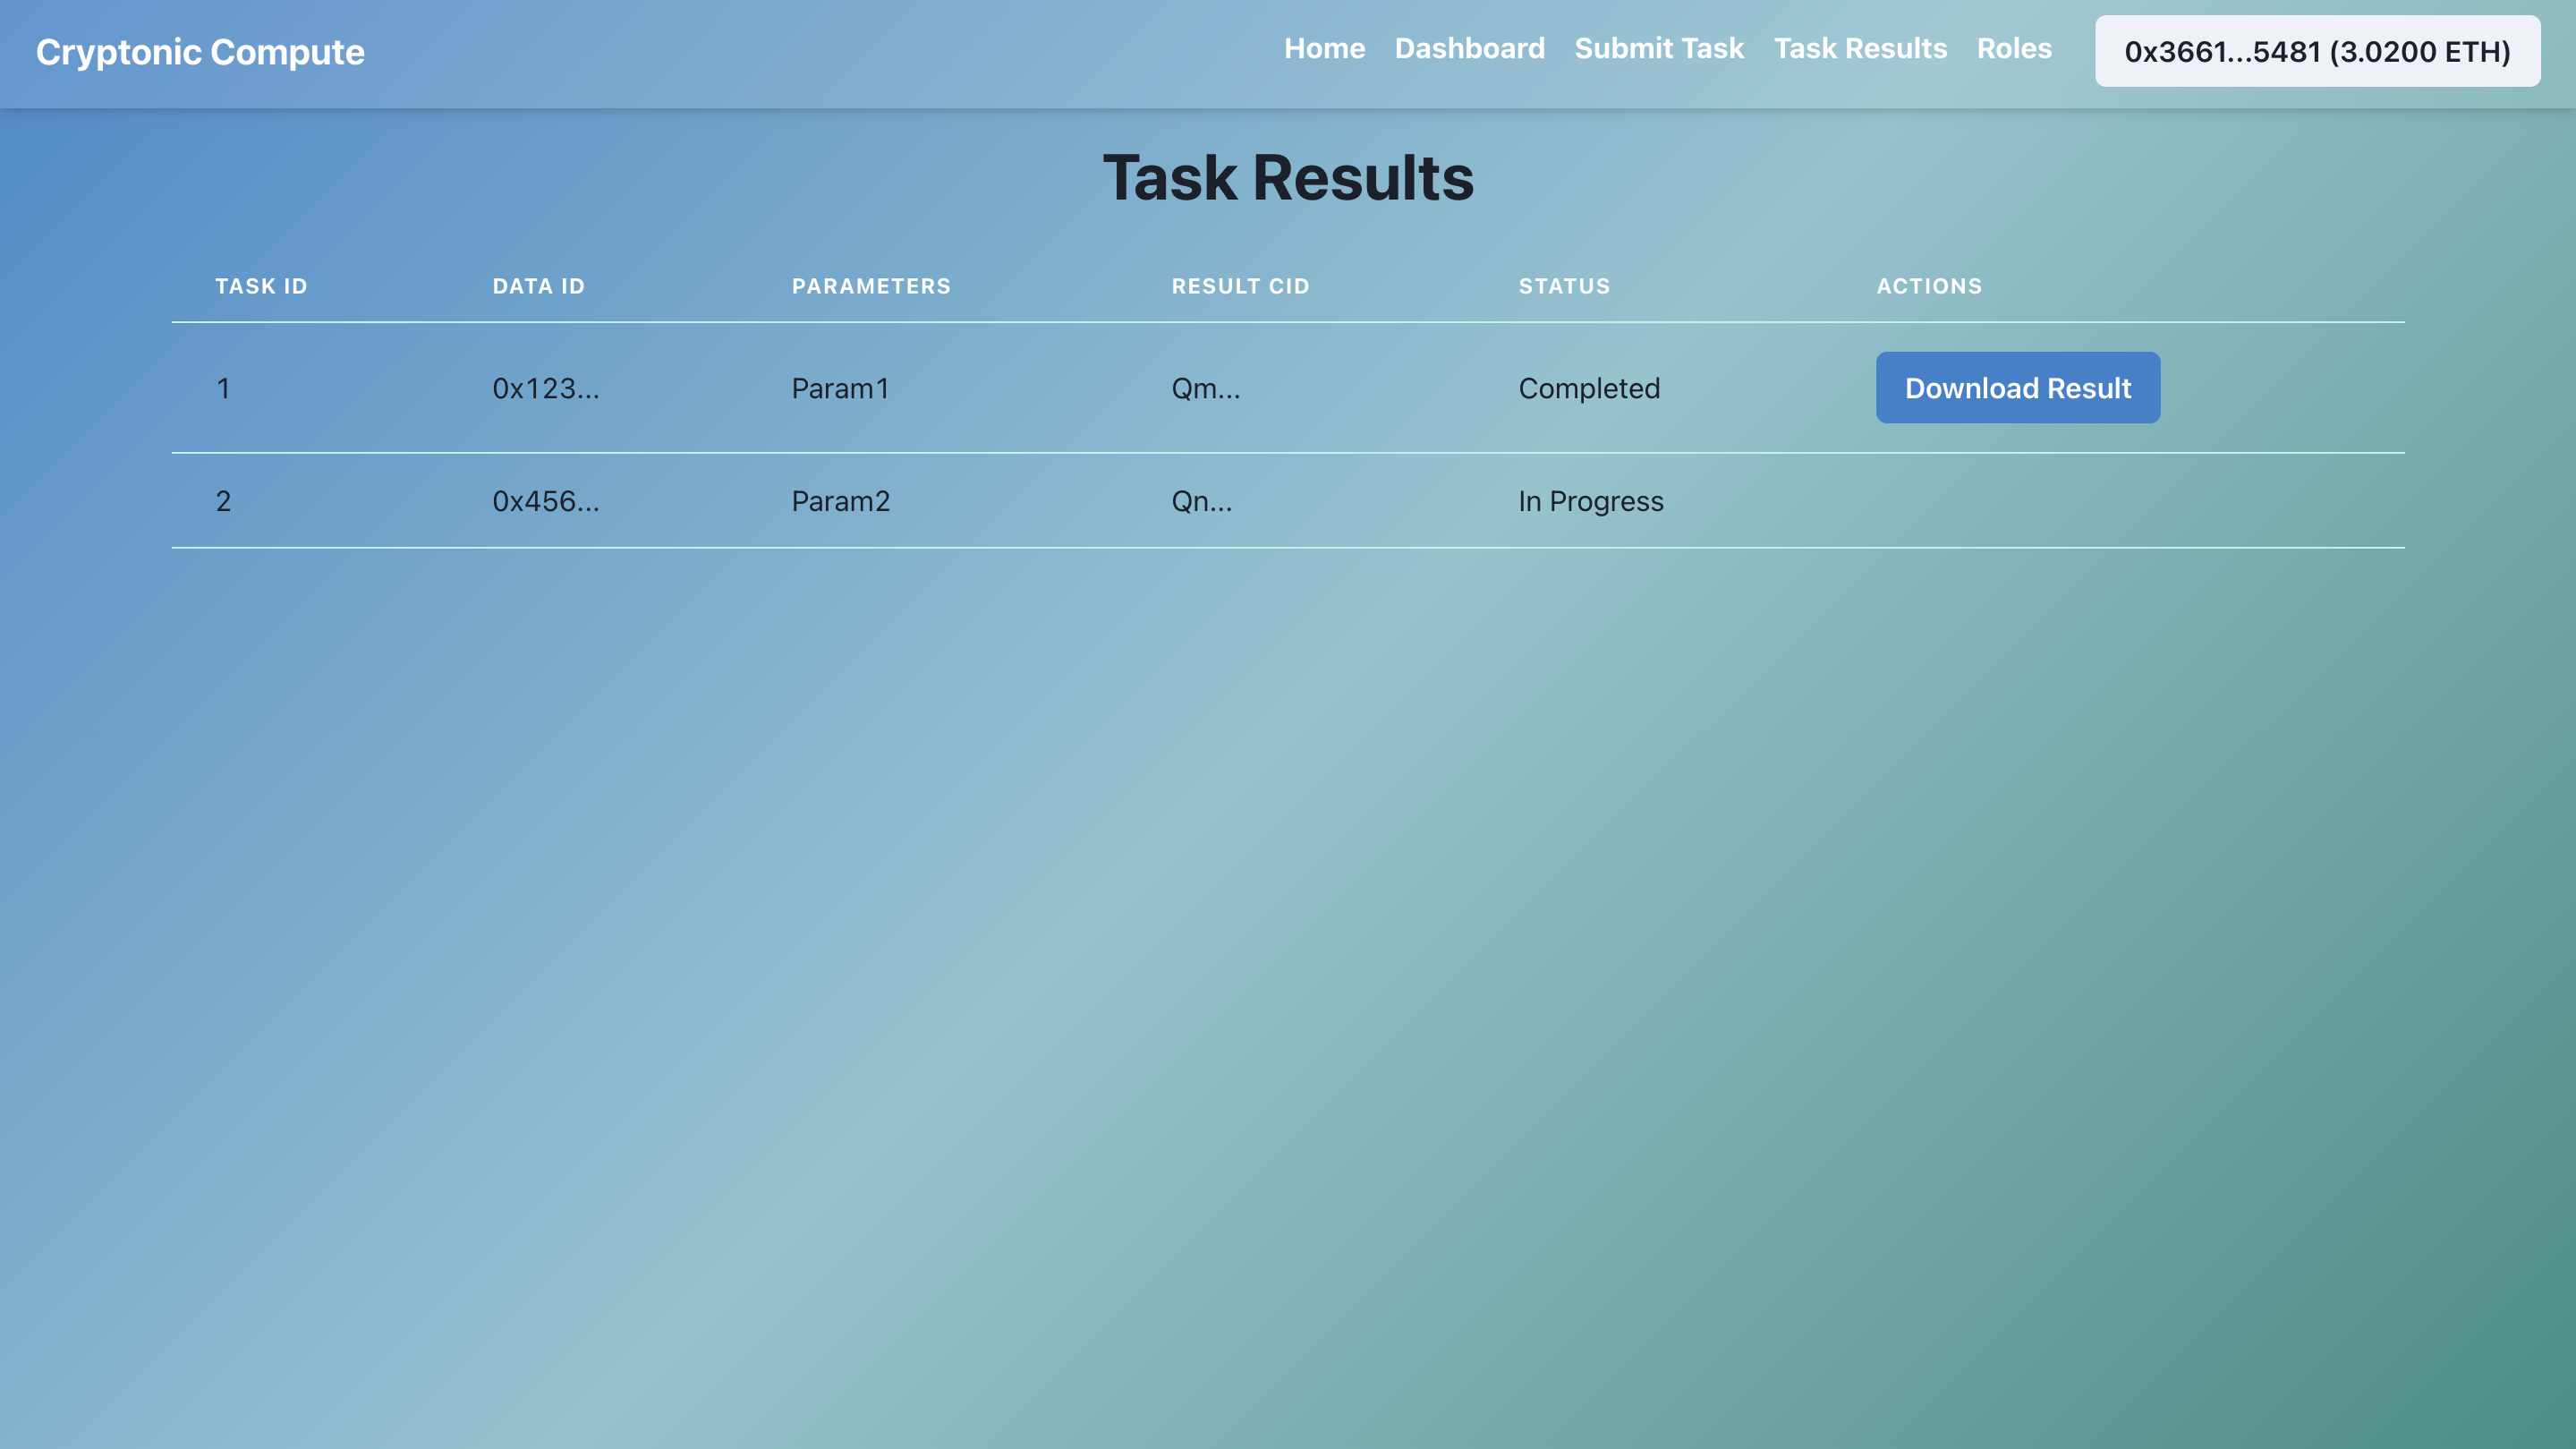 Cryptonic Compute Home Dashboard Submit Task Task Results Roles 0x3661...5481 (3.0200 ETH)
Task Results
TASK ID DATA ID PARAMETERS RESULT CID STATUS ACTIONS
1 0x123... Param1 Qm... Completed Download Result
2 0x456... Param2 Qn... In Progress